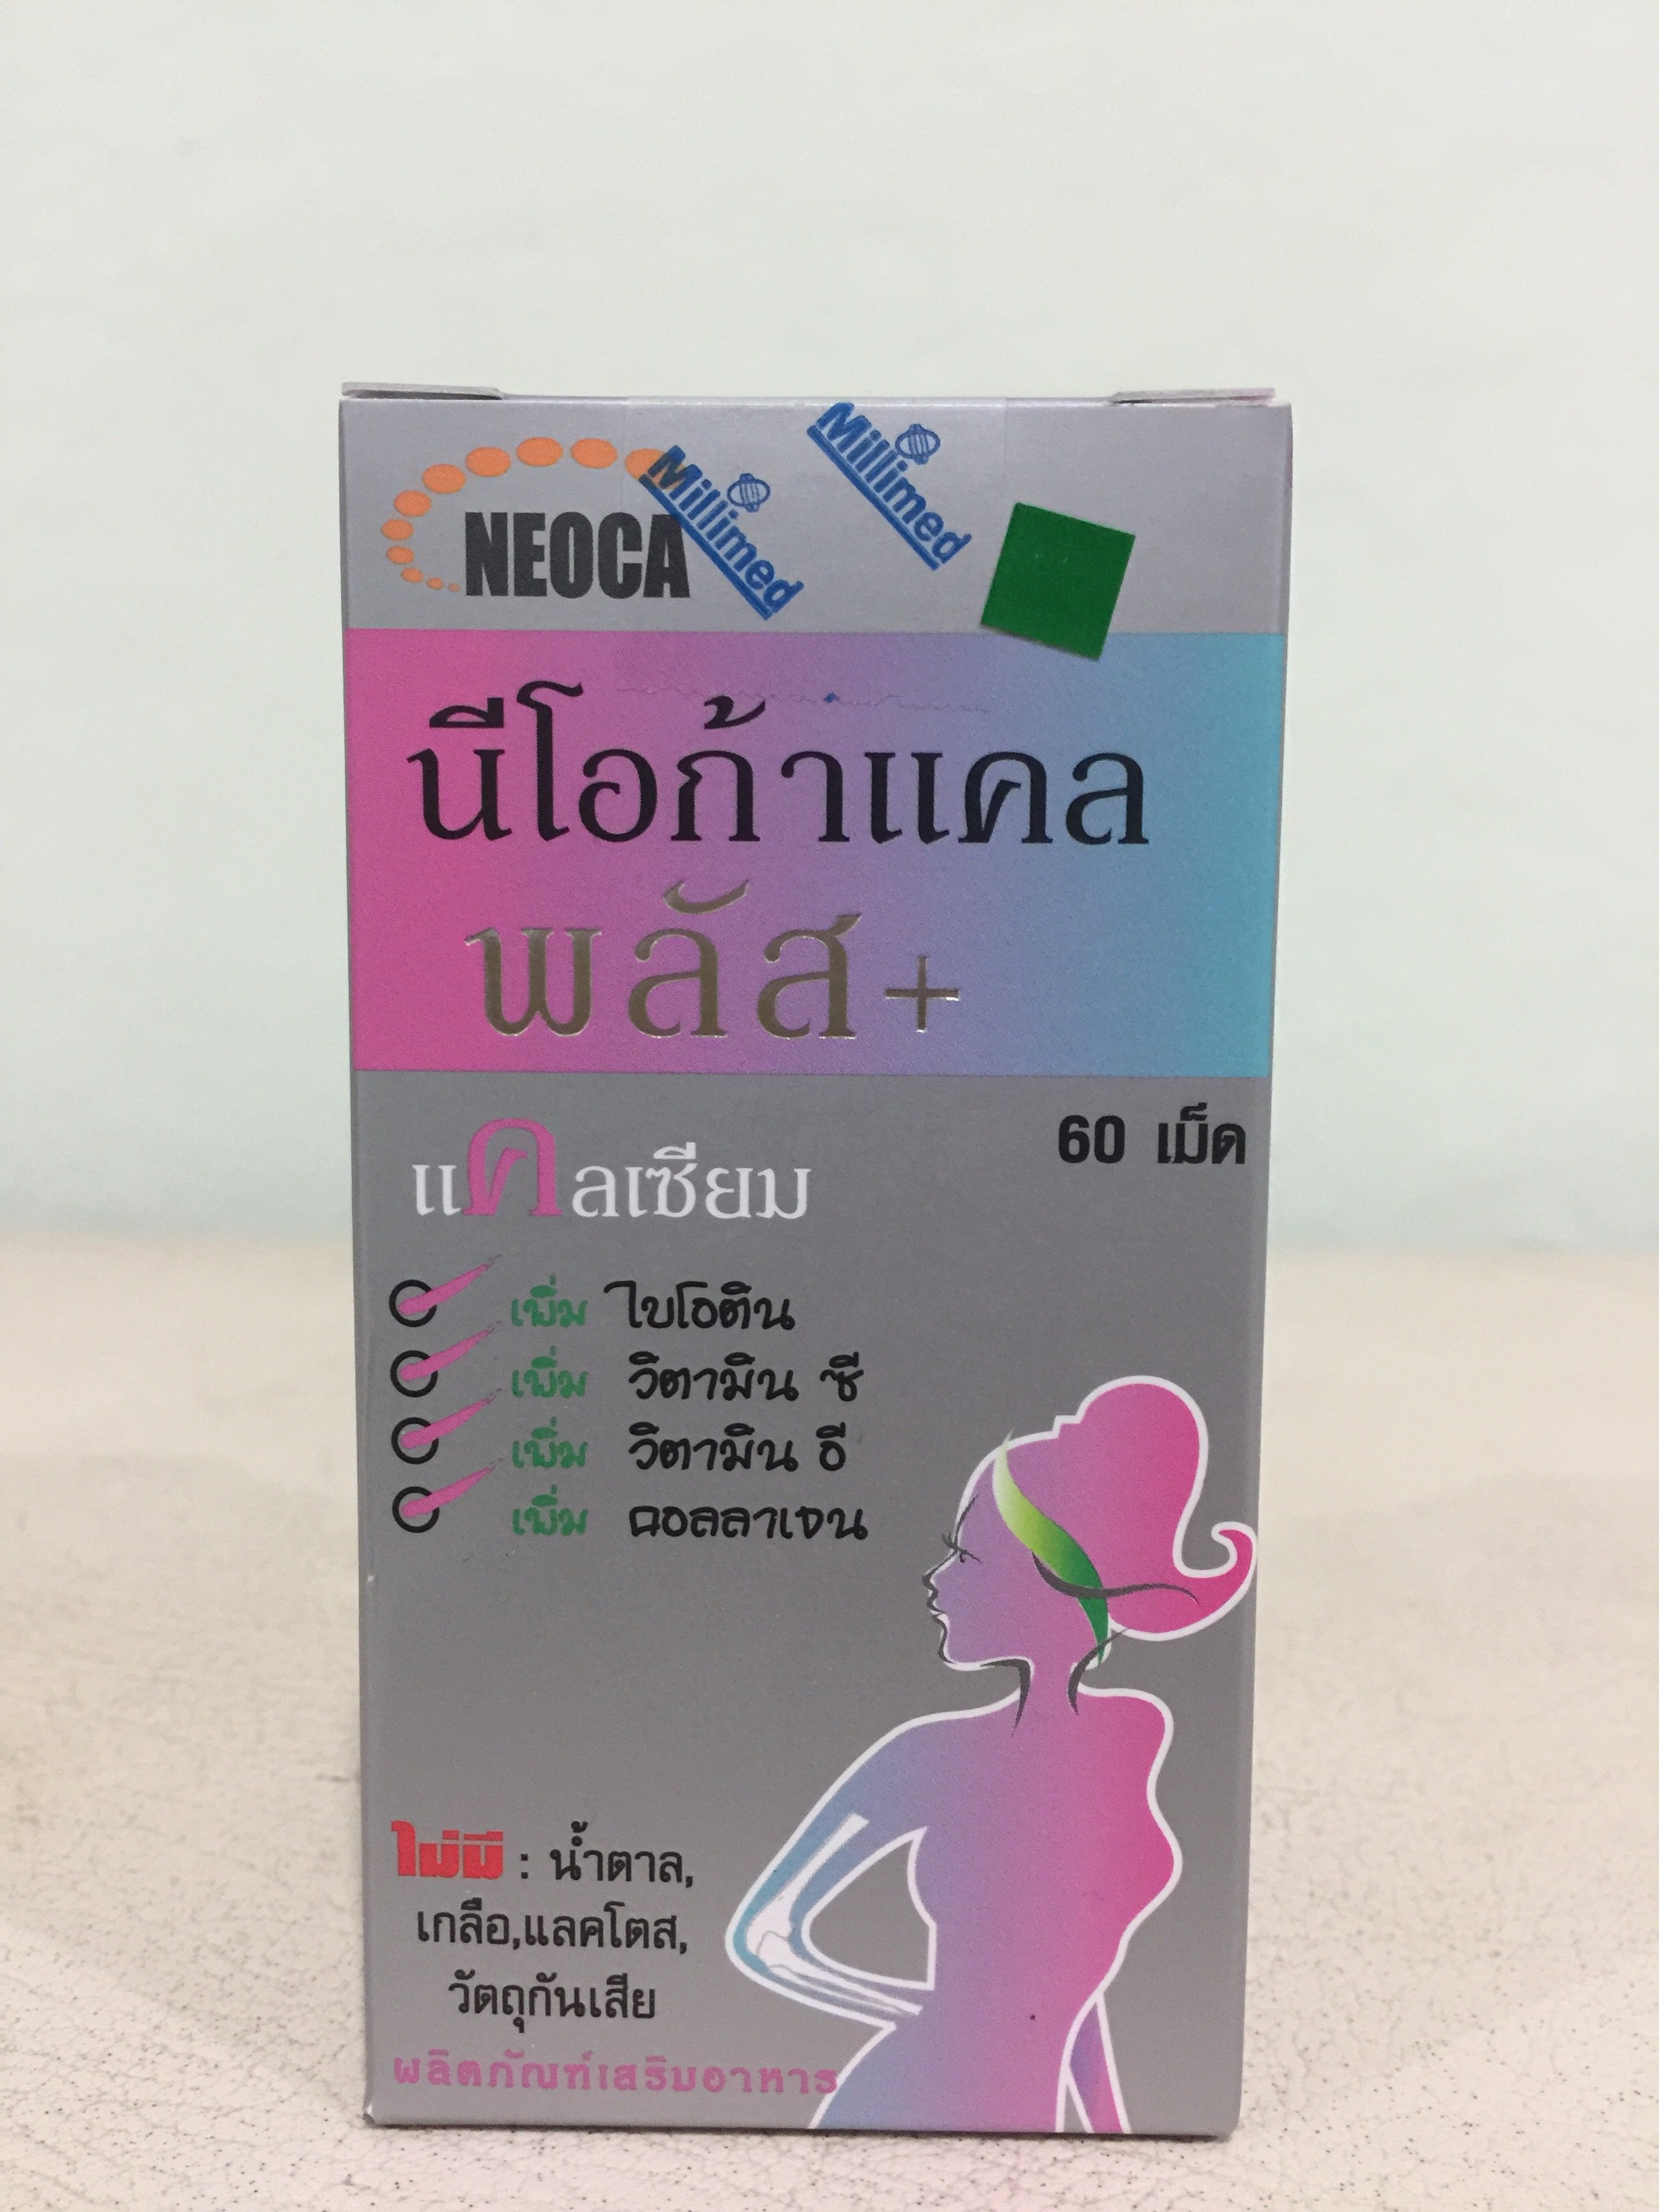 NEOCA
Millimed
Millimed
นีโอก้าแคล
พลัส+
60 เม็ด
แคลเซียม
เพิ่ม ไบโอติน
เพิ่ม วิตามิน ซี
เพิ่ม วิตามิน อี
เพิ่ม คอลลาเจน
ไม่มี : น้ำตาล,
เกลือ,แลคโตส,
วัตถุกันเสีย
ผลิตภัณฑ์เสริมอาหาร